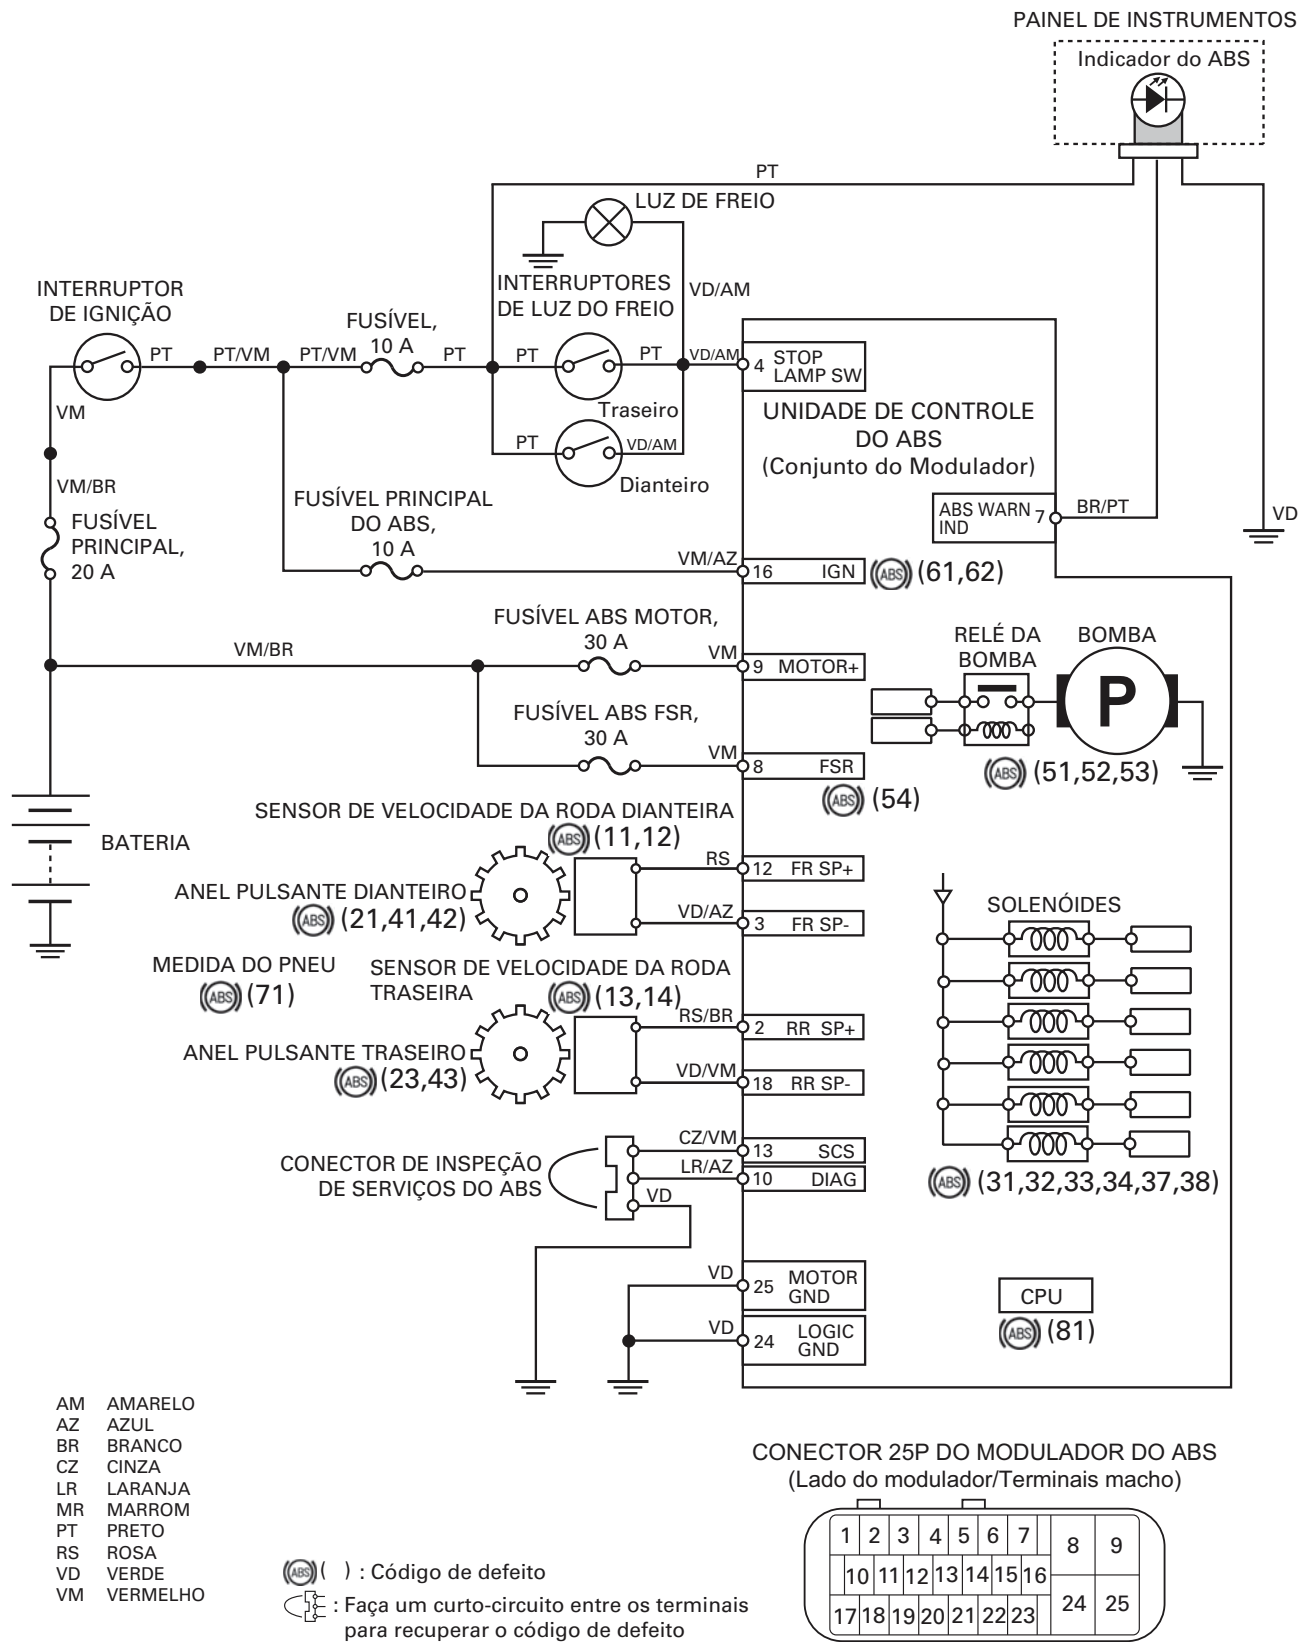 PAINEL DE INSTRUMENTOS
Indicador do ABS
PT
LUZ DE FREIO
INTERRUPTOR
DE IGNIÇÃO
INTERRUPTORES
DE LUZ DO FREIO
VD/AM
FUSÍVEL,
10 A
PT
PT/VM
PT/VM
PT
PT
PT
VD/AM
4 STOP
LAMP SW
VM
Traseiro
UNIDADE DE CONTROLE
DO ABS
(Conjunto do Modulador)
PT
VD/AM
Dianteiro
VM/BR
FUSÍVEL PRINCIPAL
DO ABS,
10 A
FUSÍVEL
PRINCIPAL,
20 A
ABS WARN
IND
7
BR/PT
VD
VM/AZ
16 IGN
(ABS) (61,62)
FUSÍVEL ABS MOTOR,
30 A
VM/BR
VM
9 MOTOR+
RELÉ DA
BOMBA
BOMBA
P
FUSÍVEL ABS FSR,
30 A
VM
8 FSR
(ABS) (51,52,53)
(ABS) (54)
BATERIA
SENSOR DE VELOCIDADE DA RODA DIANTEIRA
(ABS) (11,12)
RS
12 FR SP+
ANEL PULSANTE DIANTEIRO
(ABS) (21,41,42)
VD/AZ
3 FR SP-
SOLENÓIDES
MEDIDA DO PNEU
(ABS) (71)
SENSOR DE VELOCIDADE DA RODA
TRASEIRA
(ABS) (13,14)
RS/BR
2 RR SP+
ANEL PULSANTE TRASEIRO
(ABS) (23,43)
VD/VM
18 RR SP-
CZ/VM
13 SCS
CONECTOR DE INSPEÇÃO
DE SERVIÇOS DO ABS
LR/AZ
10 DIAG
VD
(ABS) (31,32,33,34,37,38)
VD
25 MOTOR
GND
CPU
(ABS) (81)
VD
24 LOGIC
GND
AM AMARELO
AZ AZUL
BR BRANCO
CZ CINZA
LR LARANJA
MR MARROM
PT PRETO
RS ROSA
VD VERDE
VM VERMELHO
(ABS) ( ) : Código de defeito
: Faça um curto-circuito entre os terminais
para recuperar o código de defeito
CONECTOR 25P DO MODULADOR DO ABS
(Lado do modulador/Terminais macho)
1 2 3 4 5 6 7 8 9
10 11 12 13 14 15 16
17 18 19 20 21 22 23 24 25